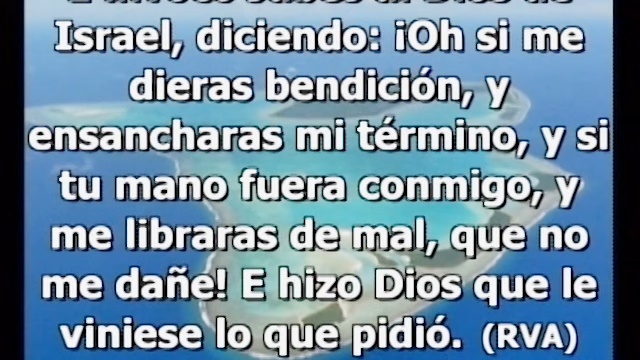 Israel, diciendo: ¡Oh si me
dieras bendición, y
ensancharas mi término, y si
tu mano fuera conmigo, y
me libraras de mal, que no
me dañe! E hizo Dios que le
viniese lo que pidió. (RVA)